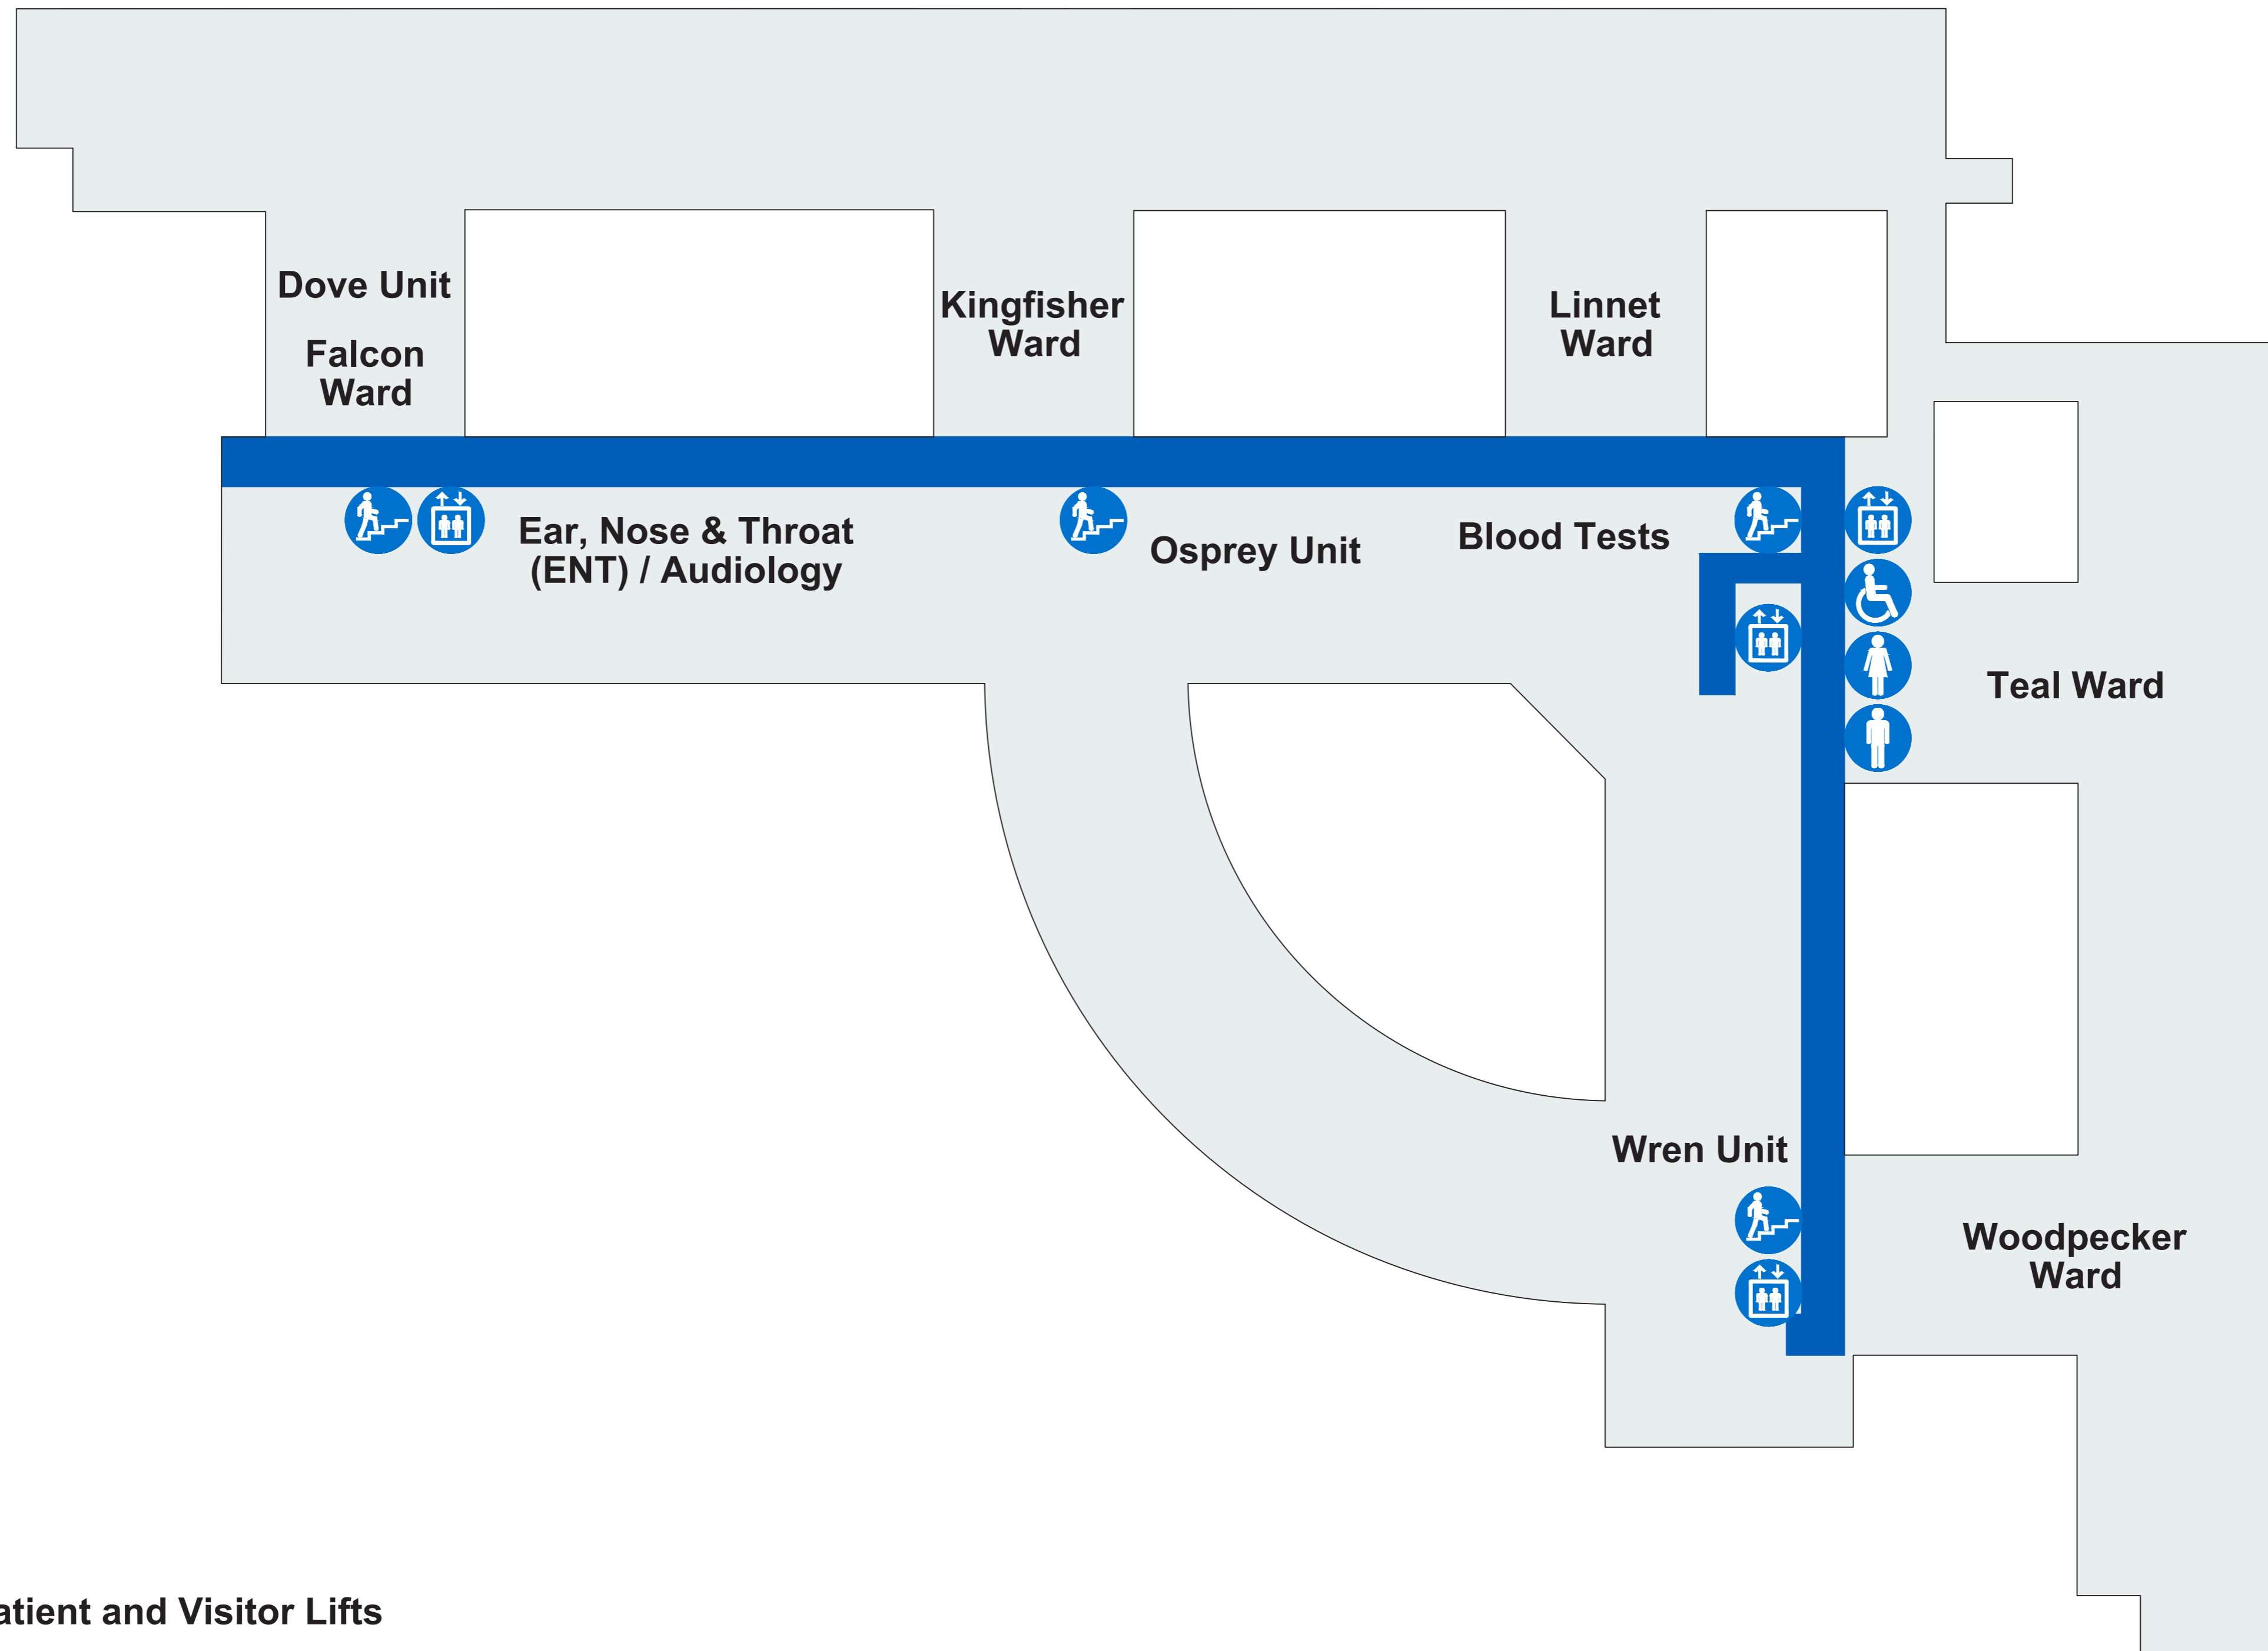 Dove Unit
Falcon
Ward
Kingfisher
Ward
Linnet
Ward
Ear, Nose & Throat
(ENT) / Audiology
Osprey Unit
Blood Tests
Teal Ward
Wren Unit
Woodpecker
Ward
and Visitor Lifts